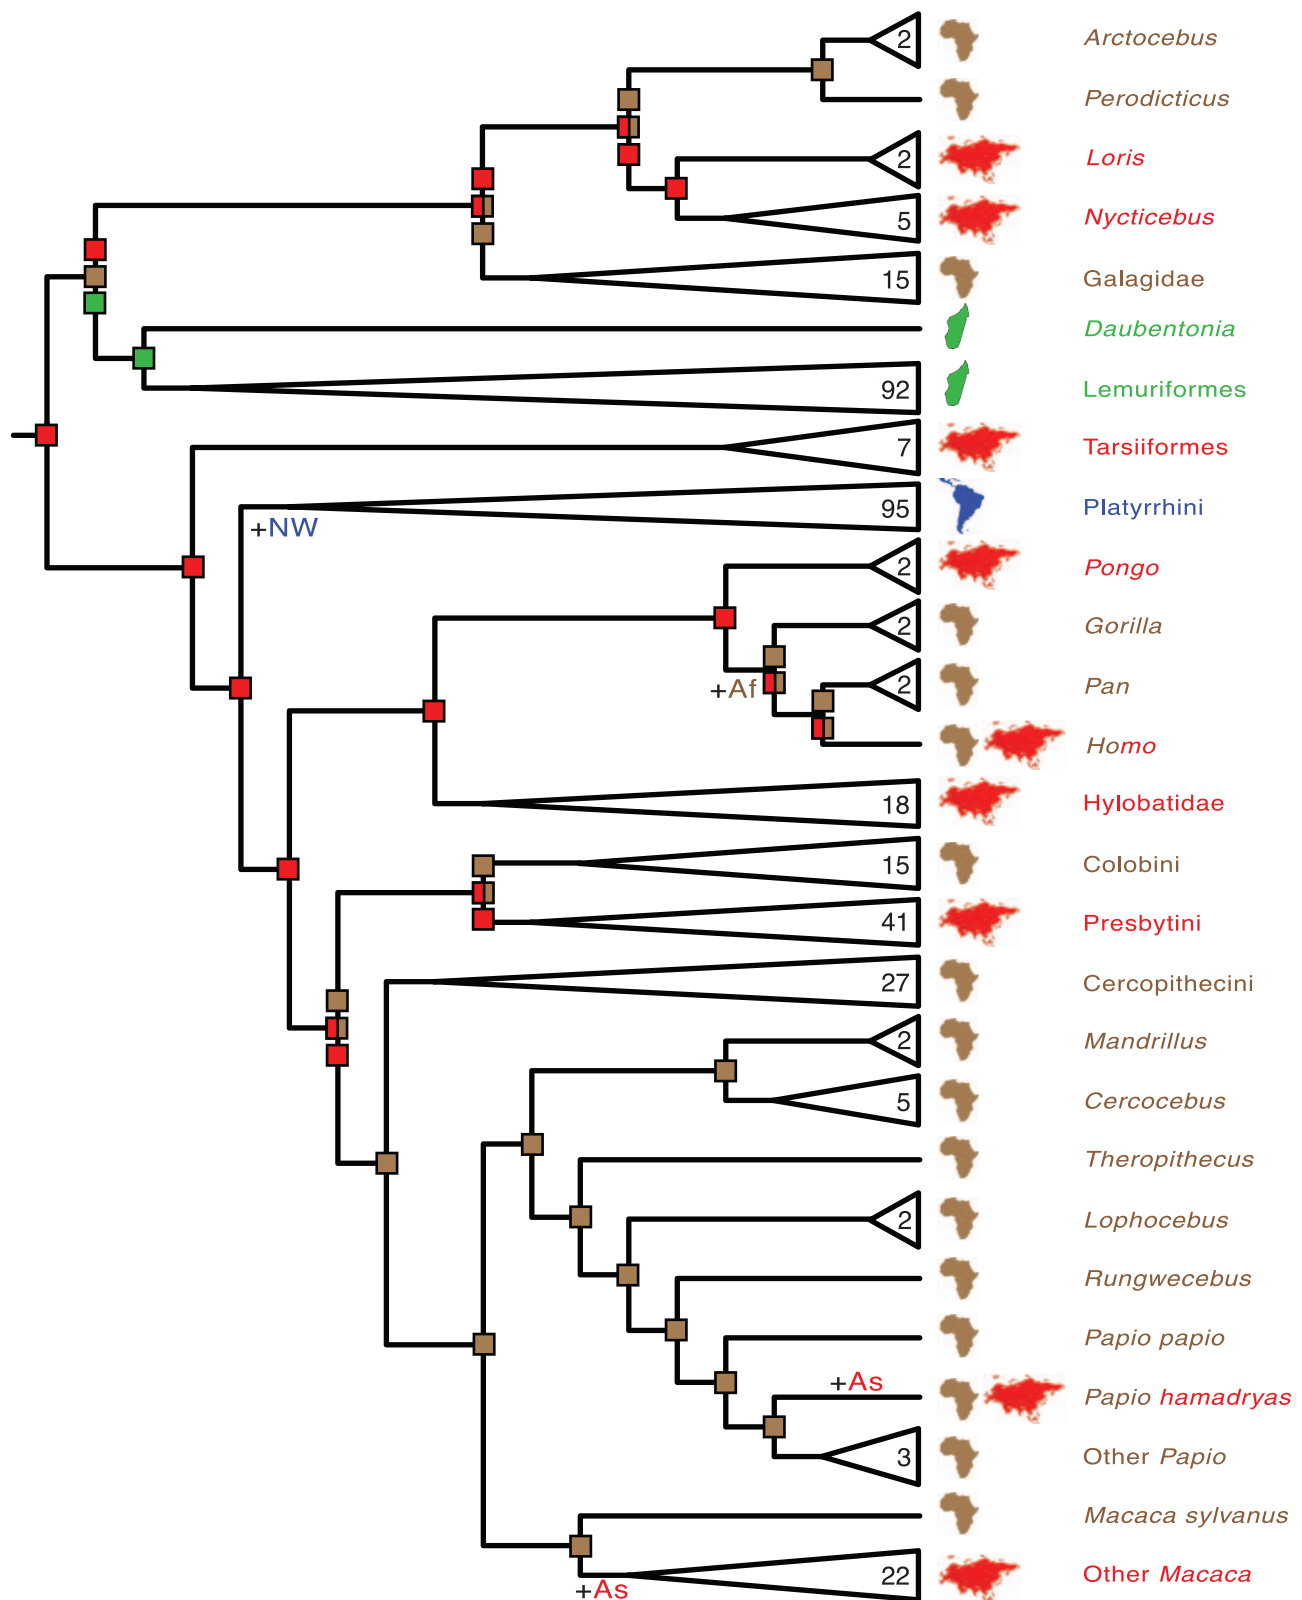 2 Arctocebus
Perodicticus
2 Loris
5 Nycticebus
15 Galagidae
Daubentonia
92 Lemuriformes
7 Tarsiiformes
95 Platyrrhini
+NW
2 Pongo
2 Gorilla
2 Pan
+Af
Homo
18 Hylobatidae
15 Colobini
41 Presbytini
27 Cercopithecini
2 Mandrillus
5 Cercocebus
Theropithecus
2 Lophocebus
Rungwecebus
Papio papio
+As
Papio hamadryas
3 Other Papio
Macaca sylvanus
22 Other Macaca
+As